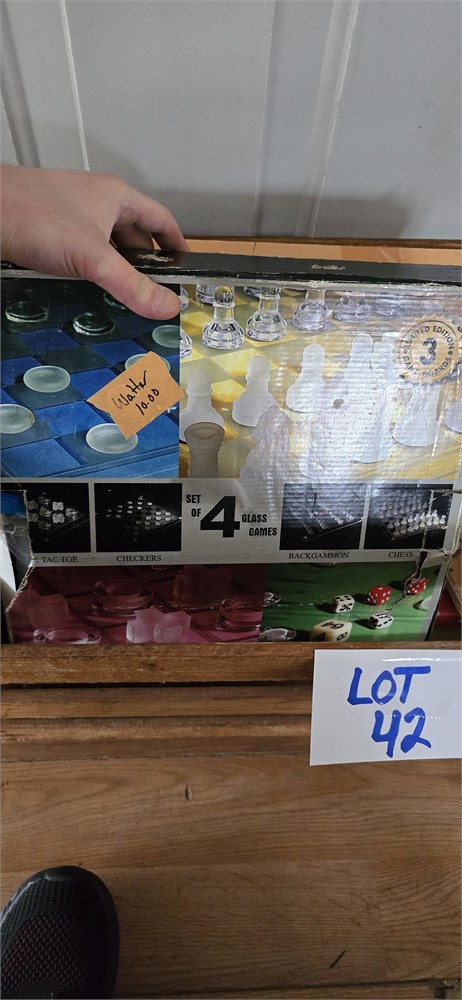 LIMITED EDITION
3
Walter
10.00
SET
OF
4
GLASS
GAMES
TAC-TOE
CHECKERS
BACKGAMMON
CHESS
LOT
42